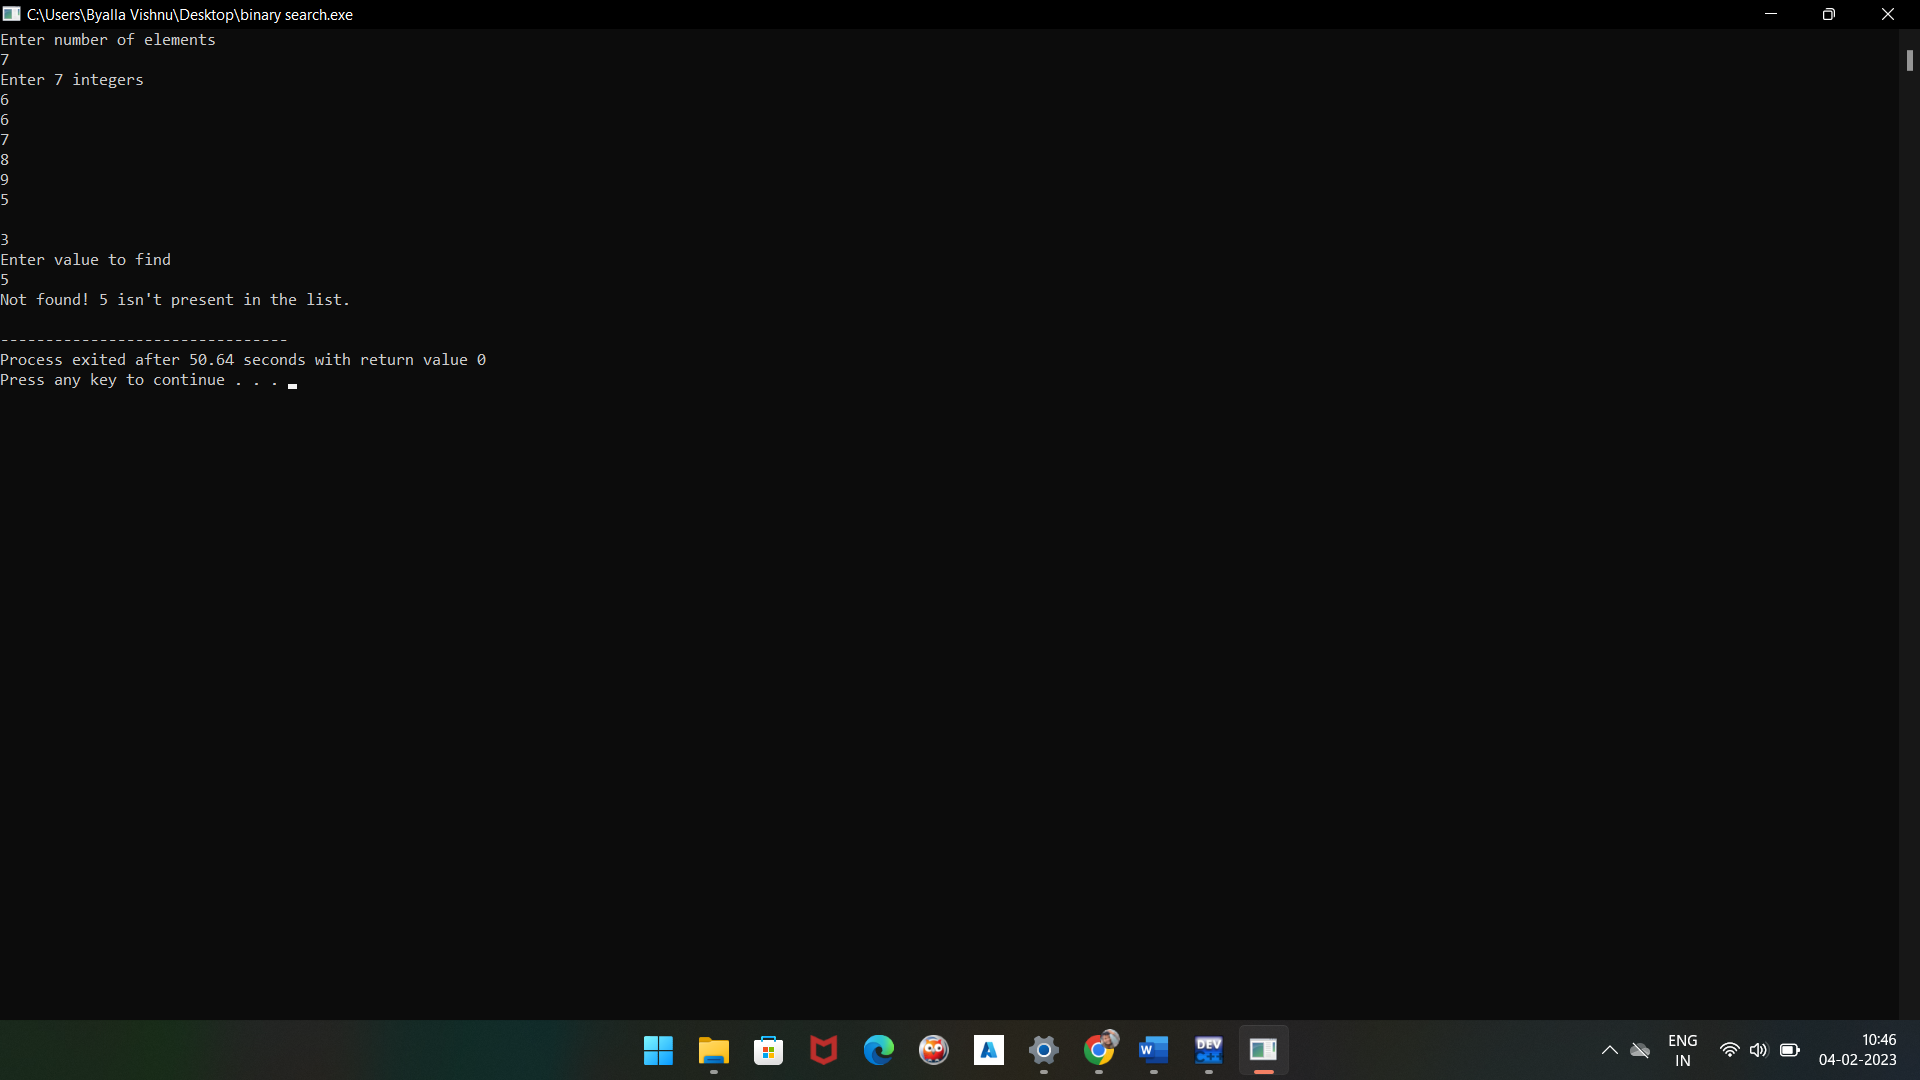 C:\Users\Byalla Vishnu\Desktop\binary search.exe
Enter number of elements
7
Enter 7 integers
6
6
7
8
9
5
3
Enter value to find
5
Not found! 5 isn't present in the list.
--------------------------------
Process exited after 50.64 seconds with return value 0
Press any key to continue . . .
W
DEV
C++
ENG
IN
10:46
04-02-2023